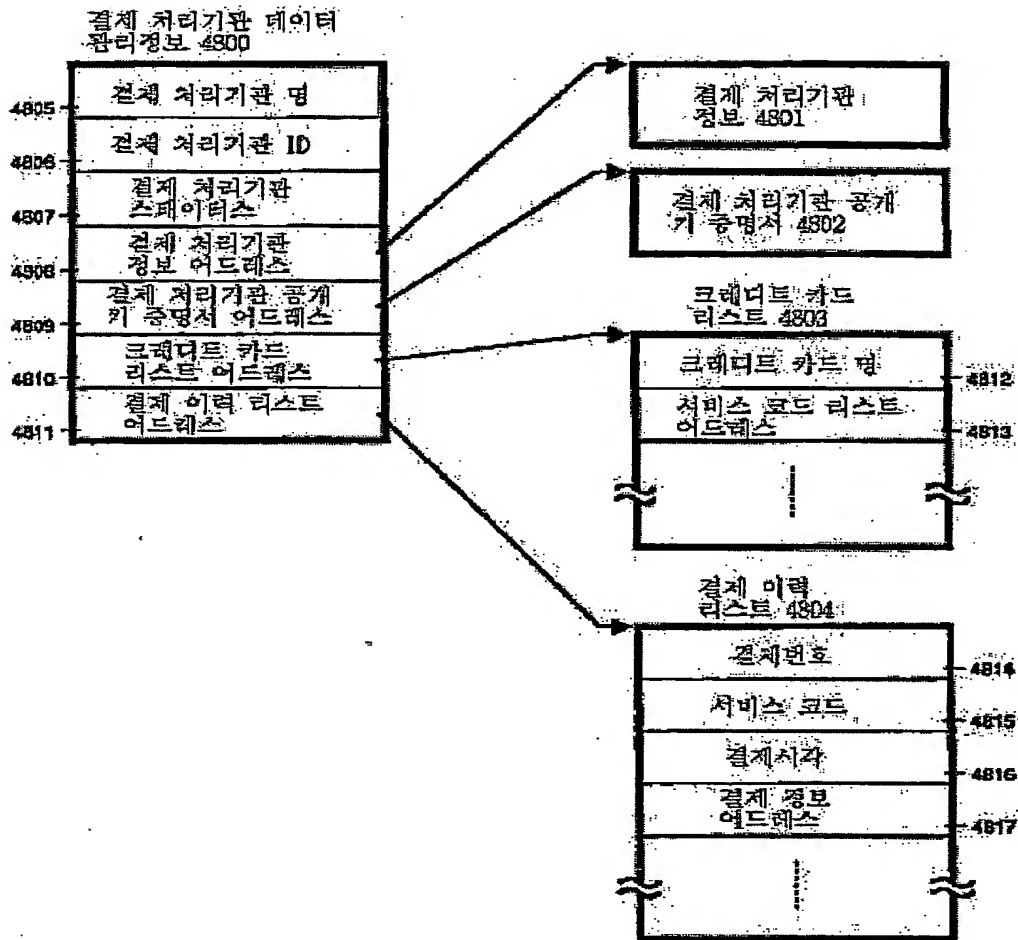 결제 처리기관 데이터
관리정보 4800
4805
결제 처리기관 명
4806
결제 처리기관 ID
4807
결제 처리기관
스테이터스
4808
결제 처리기관
정보 어드레스
4809
결제 처리기관 공개
키 증명서 어드레스
4810
크레디트 카드
리스트 어드레스
4811
결제 이력 리스트
어드레스
결제 처리기관
정보 4801
결제 처리기관 공개
키 증명서 4802
크레디트 카드
리스트 4803
크레디트 카드 명
4812
서비스 코드 리스트
어드레스
4813
결제 이력
리스트 4804
결제번호
4814
서비스 코드
4815
결제시각
4816
결제 정보
어드레스
4817